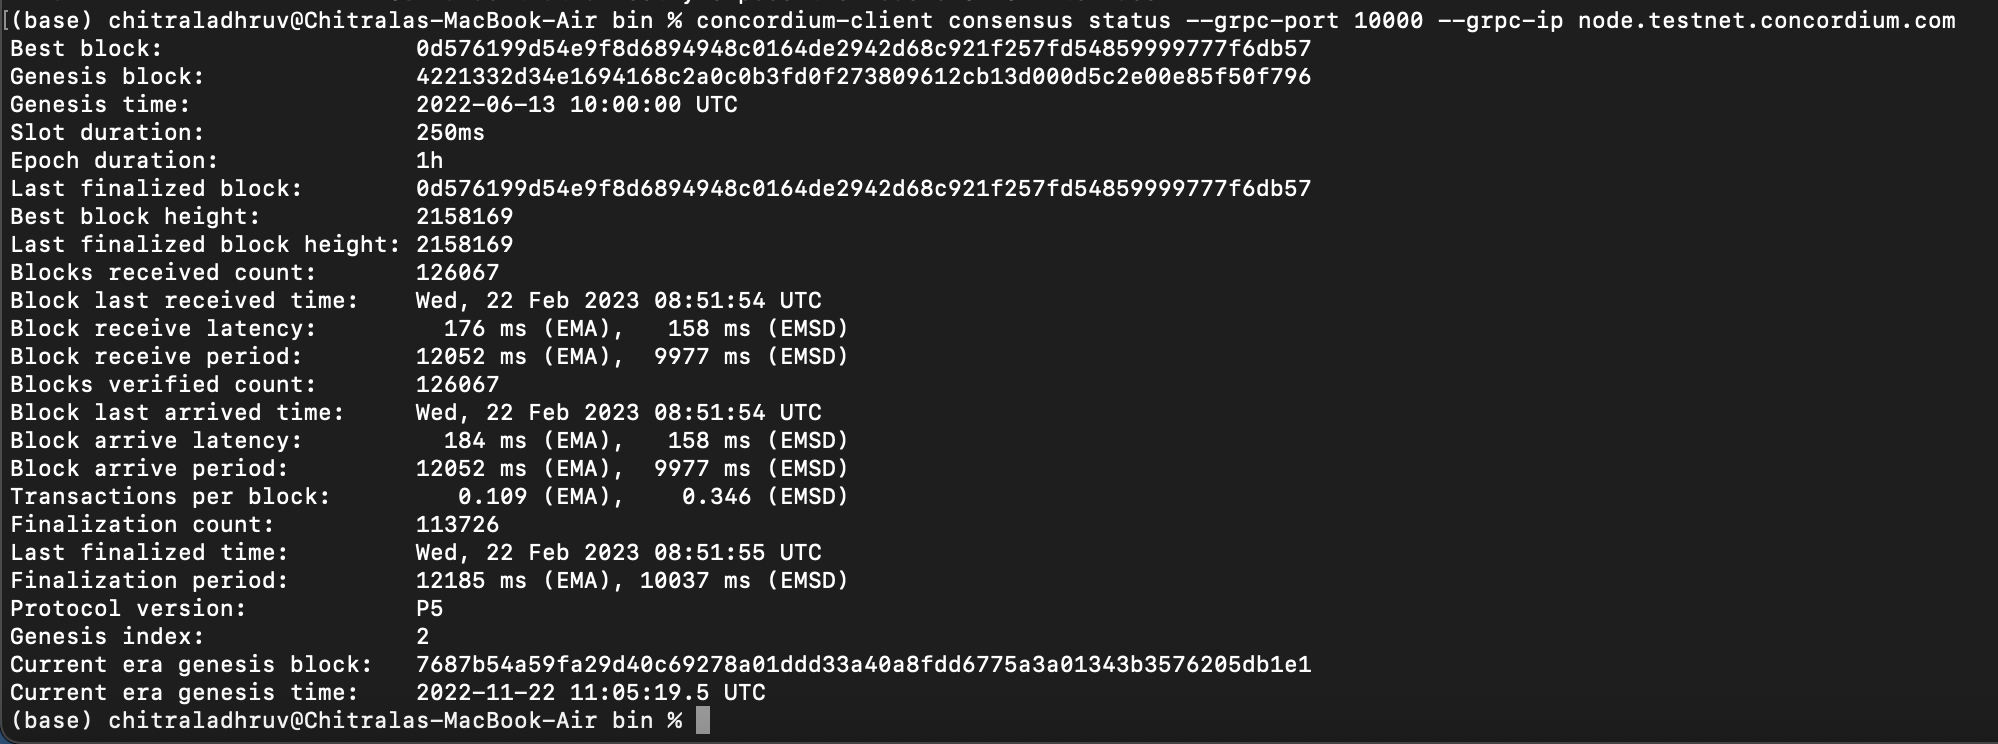 [(base) chitraladhruv@Chitralas-MacBook-Air bin % concordium-client consensus status --grpc-port 10000 --grpc-ip node.testnet.concordium.com
Best block: 0d576199d54e9f8d6894948c0164de2942d68c921f257fd54859999777f6db57
Genesis block: 4221332d34e1694168c2a0c0b3fd0f273809612cb13d000d5c2e00e85f50f796
Genesis time: 2022-06-13 10:00:00 UTC
Slot duration: 250ms
Epoch duration: 1h
Last finalized block: 0d576199d54e9f8d6894948c0164de2942d68c921f257fd54859999777f6db57
Best block height: 2158169
Last finalized block height: 2158169
Blocks received count: 126067
Block last received time: Wed, 22 Feb 2023 08:51:54 UTC
Block receive latency: 176 ms (EMA), 158 ms (EMSD)
Block receive period: 12052 ms (EMA), 9977 ms (EMSD)
Blocks verified count: 126067
Block last arrived time: Wed, 22 Feb 2023 08:51:54 UTC
Block arrive latency: 184 ms (EMA), 158 ms (EMSD)
Block arrive period: 12052 ms (EMA), 9977 ms (EMSD)
Transactions per block: 0.109 (EMA), 0.346 (EMSD)
Finalization count: 113726
Last finalized time: Wed, 22 Feb 2023 08:51:55 UTC
Finalization period: 12185 ms (EMA), 10037 ms (EMSD)
Protocol version: P5
Genesis index: 2
Current era genesis block: 7687b54a59fa29d40c69278a01ddd33a40a8fdd6775a3a01343b3576205db1e1
Current era genesis time: 2022-11-22 11:05:19.5 UTC
(base) chitraladhruv@Chitralas-MacBook-Air bin %